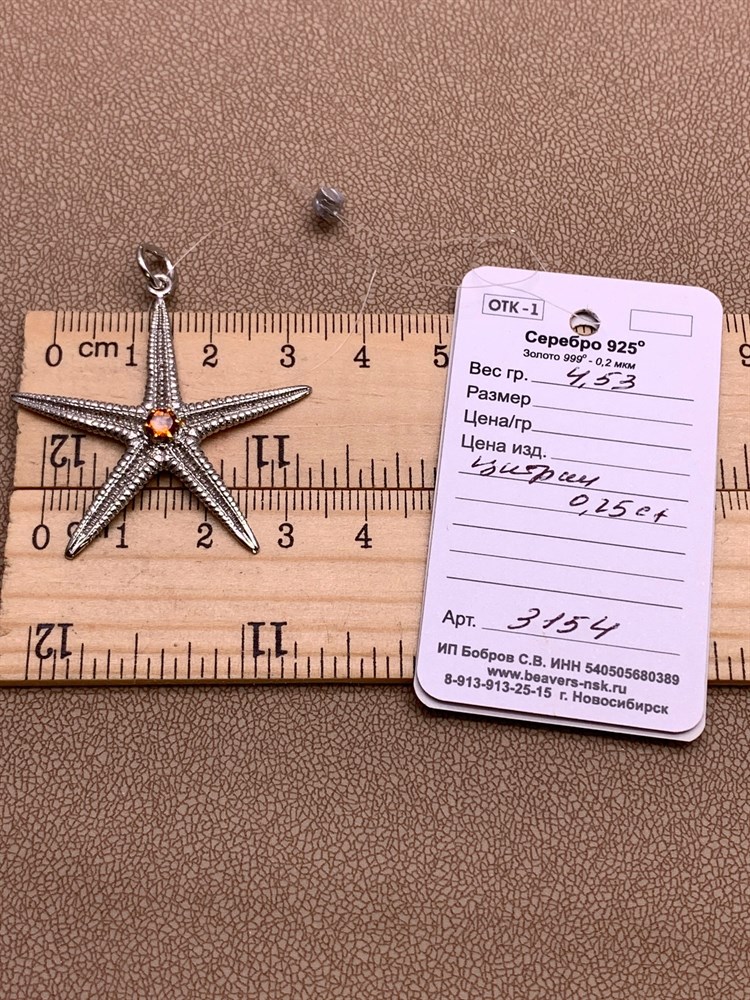 ОТК-1
Серебро 925°
Золото 999° - 0,2 мкм
Вес гр. 4,53
Размер
Цена/гр
Цена изд.
цитрин
0,25 ct
Арт. 3154
ИП Бобров С.В. ИНН 540505680389
www.beavers-nsk.ru
8-913-913-25-15 г. Новосибирск
0 cm 1 2 3 4 5 9
12 11
0 1 2 3 4
12 11